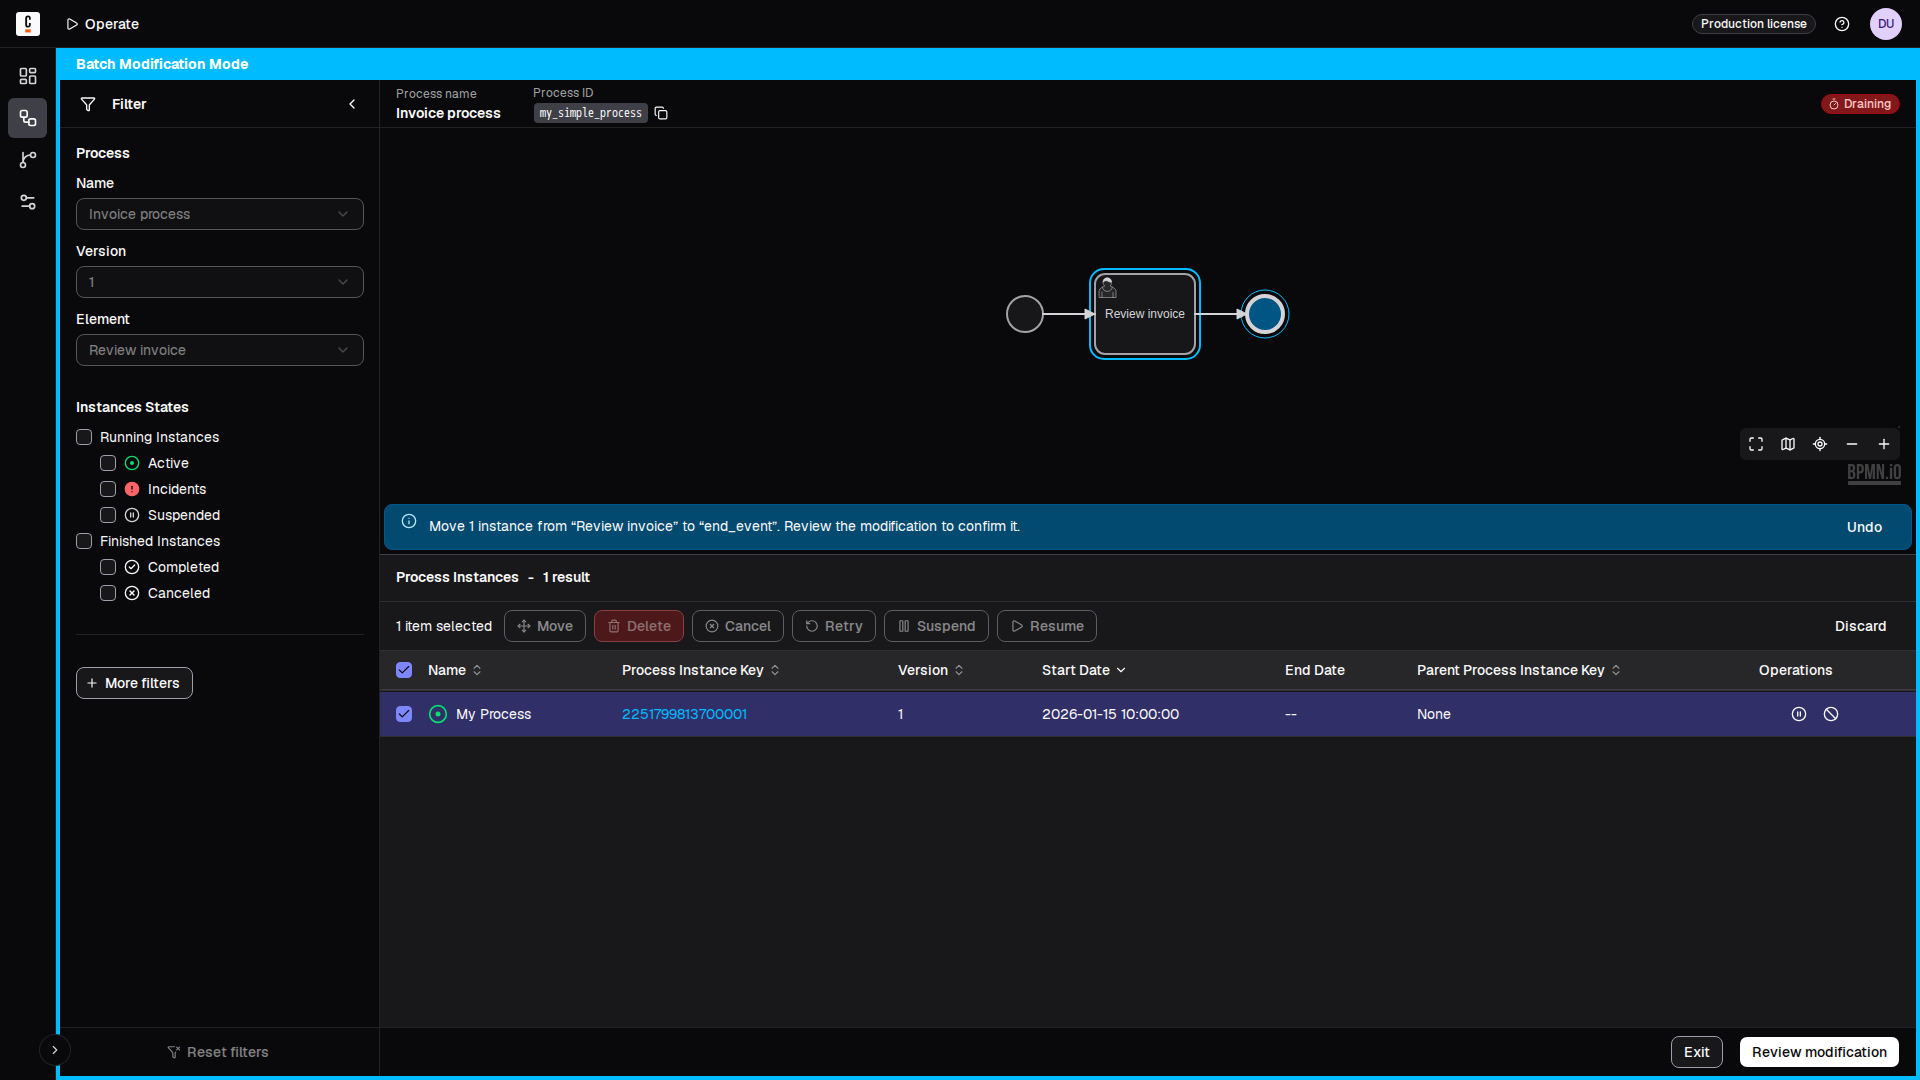 C
Operate
Production license
DU
Batch Modification Mode
Filter
Process name
Invoice process
Process ID
my_simple_process
Draining
Process
Name
Invoice process
Version
1
Element
Review invoice
Instances States
Running Instances
Active
Incidents
Suspended
Finished Instances
Completed
Canceled
More filters
Reset filters
Review invoice
BPMN.iO
Move 1 instance from “Review invoice” to “end_event”. Review the modification to confirm it.
Undo
Process Instances - 1 result
1 item selected
Move
Delete
Cancel
Retry
Suspend
Resume
Discard
Name
Process Instance Key
Version
Start Date
End Date
Parent Process Instance Key
Operations
My Process
2251799813700001
1
2026-01-15 10:00:00
--
None
Exit
Review modification